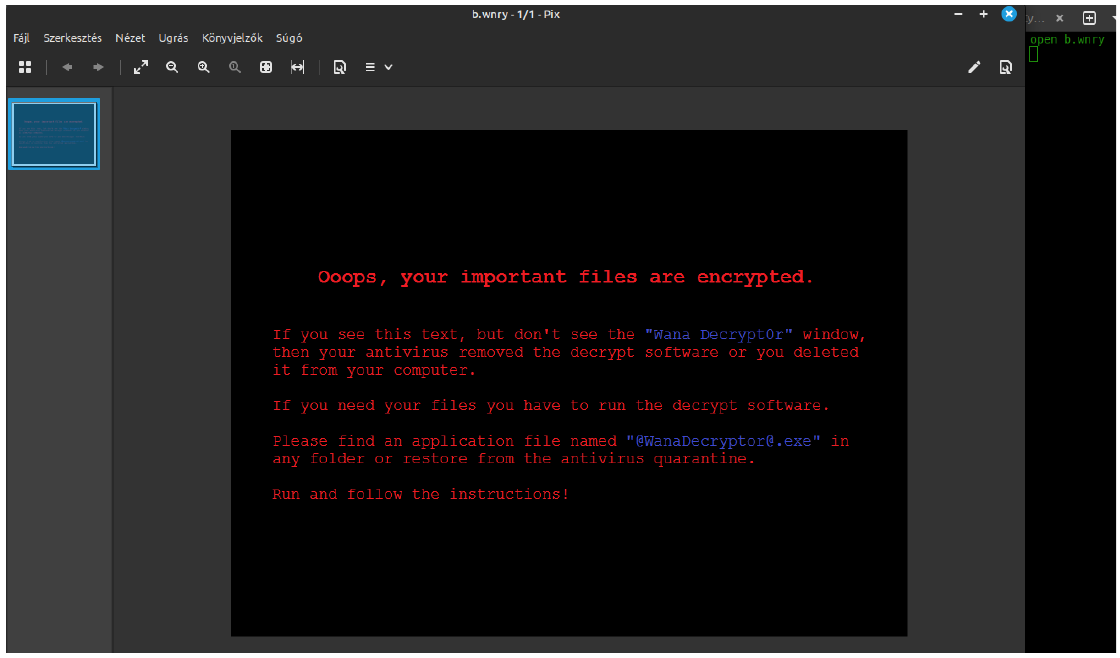 b.wnry - 1/1 - Pix
Fájl Szerkesztés Nézet Ugrás Könyvjelzők Súgó
open b.wnry
Ooops, your important files are encrypted.
If you see this text, but don't see the "Wana Decrypt0r" window,
then your antivirus removed the decrypt software or you deleted
it from your computer.
If you need your files you have to run the decrypt software.
Please find an application file named "@WanaDecryptor@.exe" in
any folder or restore from the antivirus quarantine.
Run and follow the instructions!